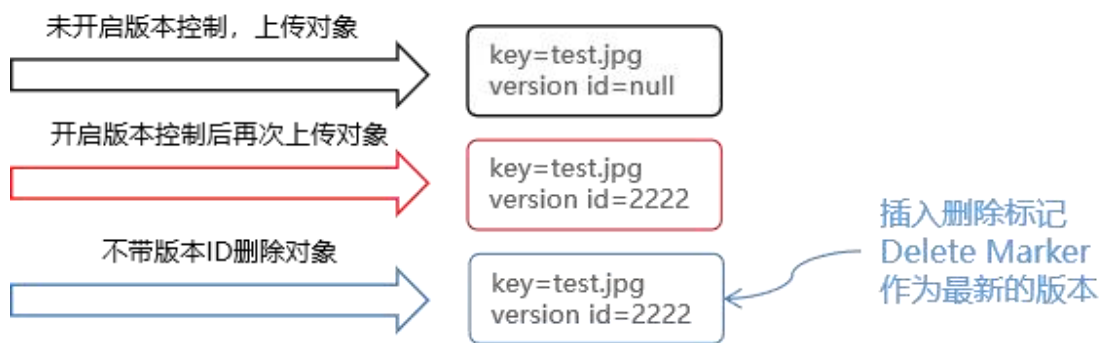 未开启版本控制，上传对象
key=test.jpg
version id=null
开启版本控制后再次上传对象
key=test.jpg
version id=2222
不带版本ID删除对象
key=test.jpg
version id=2222
插入删除标记
Delete Marker
作为最新的版本